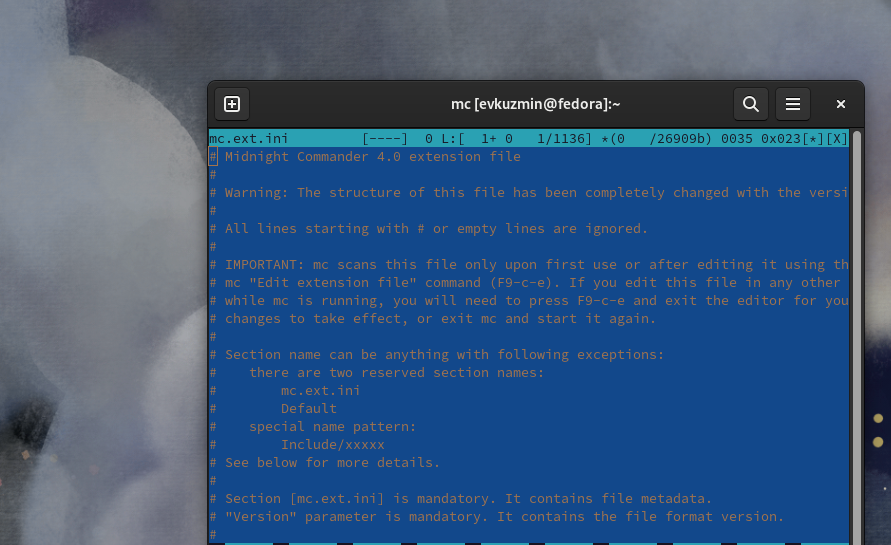 mc [evkuzmin@fedora]:~
mc.ext.ini         [----]  0 L:[  1+ 0   1/1136] *(0   /26909b) 0035 0x023[*][X]
# Midnight Commander 4.0 extension file
#
# Warning: The structure of this file has been completely changed with the versi
#
# All lines starting with # or empty lines are ignored.
#
# IMPORTANT: mc scans this file only upon first use or after editing it using th
# mc "Edit extension file" command (F9-c-e). If you edit this file in any other
# while mc is running, you will need to press F9-c-e and exit the editor for you
# changes to take effect, or exit mc and start it again.
#
# Section name can be anything with following exceptions:
#    there are two reserved section names:
#        mc.ext.ini
#        Default
#    special name pattern:
#        Include/xxxxx
# See below for more details.
#
# Section [mc.ext.ini] is mandatory. It contains file metadata.
# "Version" parameter is mandatory. It contains the file format version.
#